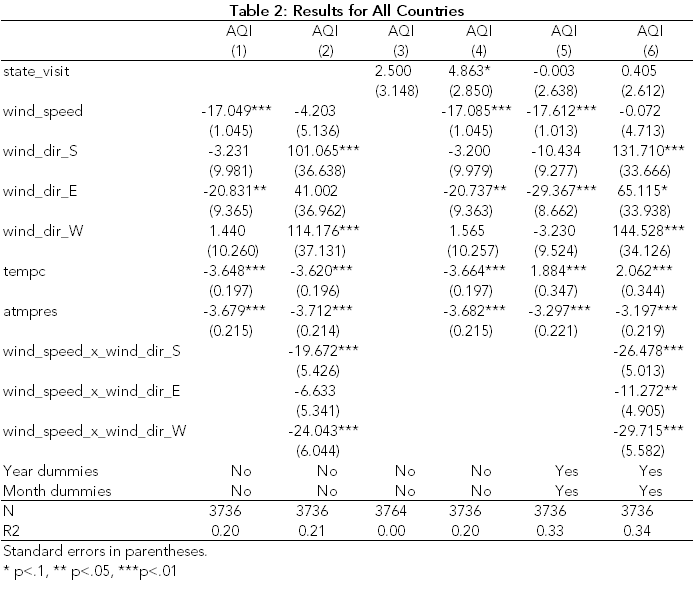 Table 2: Results for All Countries
AQI AQI AQI AQI AQI AQI
(1) (2) (3) (4) (5) (6)
state_visit 2.500 4.863* -0.003 0.405
(3.148) (2.850) (2.638) (2.612)
wind_speed -17.049*** -4.203 -17.085*** -17.612*** -0.072
(1.045) (5.136) (1.045) (1.013) (4.713)
wind_dir_S -3.231 101.065*** -3.200 -10.434 131.710***
(9.981) (36.638) (9.979) (9.277) (33.666)
wind_dir_E -20.831** 41.002 -20.737** -29.367*** 65.115*
(9.365) (36.962) (9.363) (8.662) (33.938)
wind_dir_W 1.440 114.176*** 1.565 -3.230 144.528***
(10.260) (37.131) (10.257) (9.524) (34.126)
tempc -3.648*** -3.620*** -3.664*** 1.884*** 2.062***
(0.197) (0.196) (0.197) (0.347) (0.344)
atmpres -3.679*** -3.712*** -3.682*** -3.297*** -3.197***
(0.215) (0.214) (0.215) (0.221) (0.219)
wind_speed_x_wind_dir_S -19.672*** -26.478***
(5.426) (5.013)
wind_speed_x_wind_dir_E -6.633 -11.272**
(5.341) (4.905)
wind_speed_x_wind_dir_W -24.043*** -29.715***
(6.044) (5.582)
Year dummies No No No No Yes Yes
Month dummies No No No No Yes Yes
N 3736 3736 3764 3736 3736 3736
R2 0.20 0.21 0.00 0.20 0.33 0.34
Standard errors in parentheses.
* p<.1, ** p<.05, ***p<.01